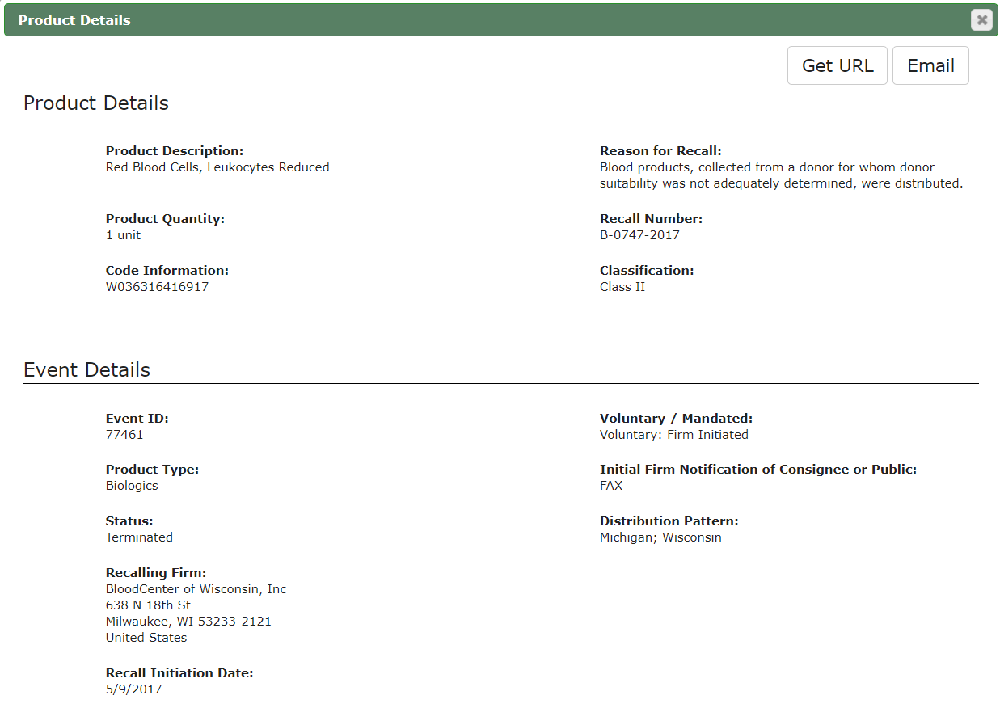 Product Details
Get URL
Email
Product Details
Product Description:
Red Blood Cells, Leukocytes Reduced
Reason for Recall:
Blood products, collected from a donor for whom donor
suitability was not adequately determined, were distributed.
Product Quantity:
1 unit
Recall Number:
B-0747-2017
Code Information:
W036316416917
Classification:
Class II
Event Details
Event ID:
77461
Voluntary / Mandated:
Voluntary: Firm Initiated
Product Type:
Biologics
Initial Firm Notification of Consignee or Public:
FAX
Status:
Terminated
Distribution Pattern:
Michigan; Wisconsin
Recalling Firm:
BloodCenter of Wisconsin, Inc
638 N 18th St
Milwaukee, WI 53233-2121
United States
Recall Initiation Date:
5/9/2017